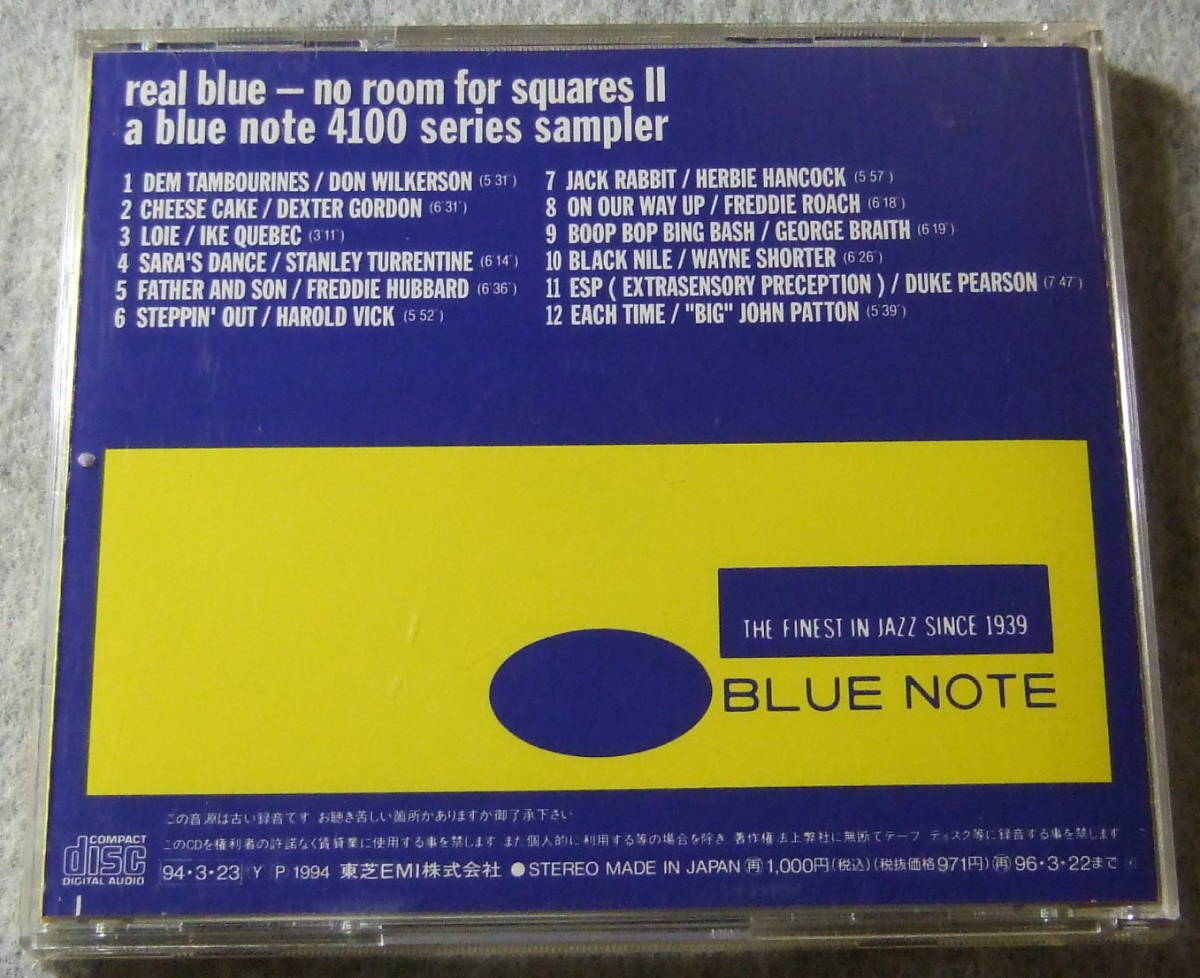 real blue – no room for squares II
a blue note 4100 series sampler
1 DEM TAMBOURINES / DON WILKERSON (5'31")
2 CHEESE CAKE / DEXTER GORDON (6'31")
3 LOIE / IKE QUEBEC (3'11")
4 SARA'S DANCE / STANLEY TURRENTINE (6'14")
5 FATHER AND SON / FREDDIE HUBBARD (6'36")
6 STEPPIN' OUT / HAROLD VICK (5'52")
7 JACK RABBIT / HERBIE HANCOCK (5'57")
8 ON OUR WAY UP / FREDDIE ROACH (6'18")
9 BOOP BOP BING BASH / GEORGE BRAITH (6'19")
10 BLACK NILE / WAYNE SHORTER (6'26")
11 ESP ( EXTRASENSORY PRECEPTION ) / DUKE PEARSON (7'47")
12 EACH TIME / "BIG" JOHN PATTON (5'39")
THE FINEST IN JAZZ SINCE 1939
BLUE NOTE
この音源は古い録音です お聴き苦しい箇所がありますが御了承下さい
このCDを権利者の許諾なく賃貸業に使用する事を禁じます また個人的に利用する等の場合を除き 著作権法上弊社に無断でテープ ディスク等に録音する事を禁じます
COMPACT
disc
DIGITAL AUDIO
94・3・23 Y Ⓟ 1994 東芝EMI株式会社 ●STEREO MADE IN JAPAN ㊢再 1,000円(税込)(税抜価格971円) 再 96・3・22まで